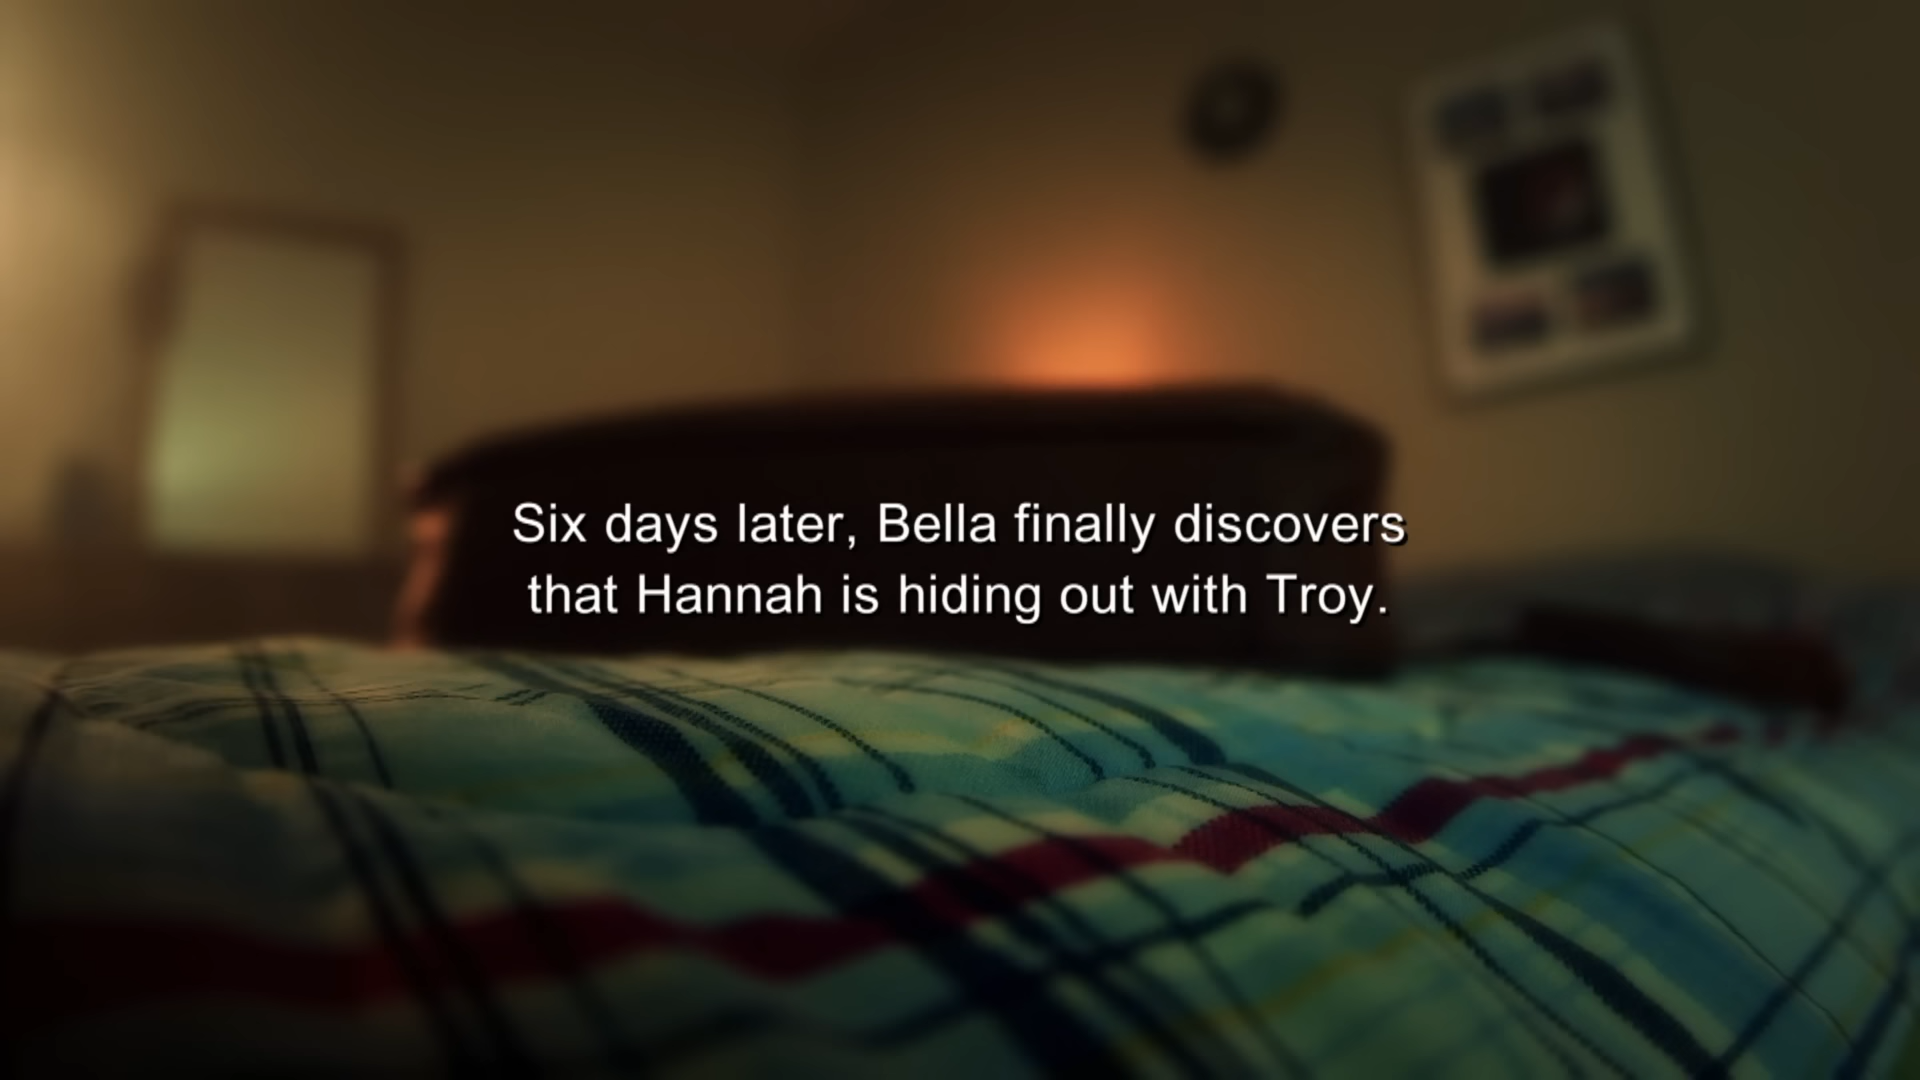 Six days later, Bella finally discovers
that Hannah is hiding out with Troy.